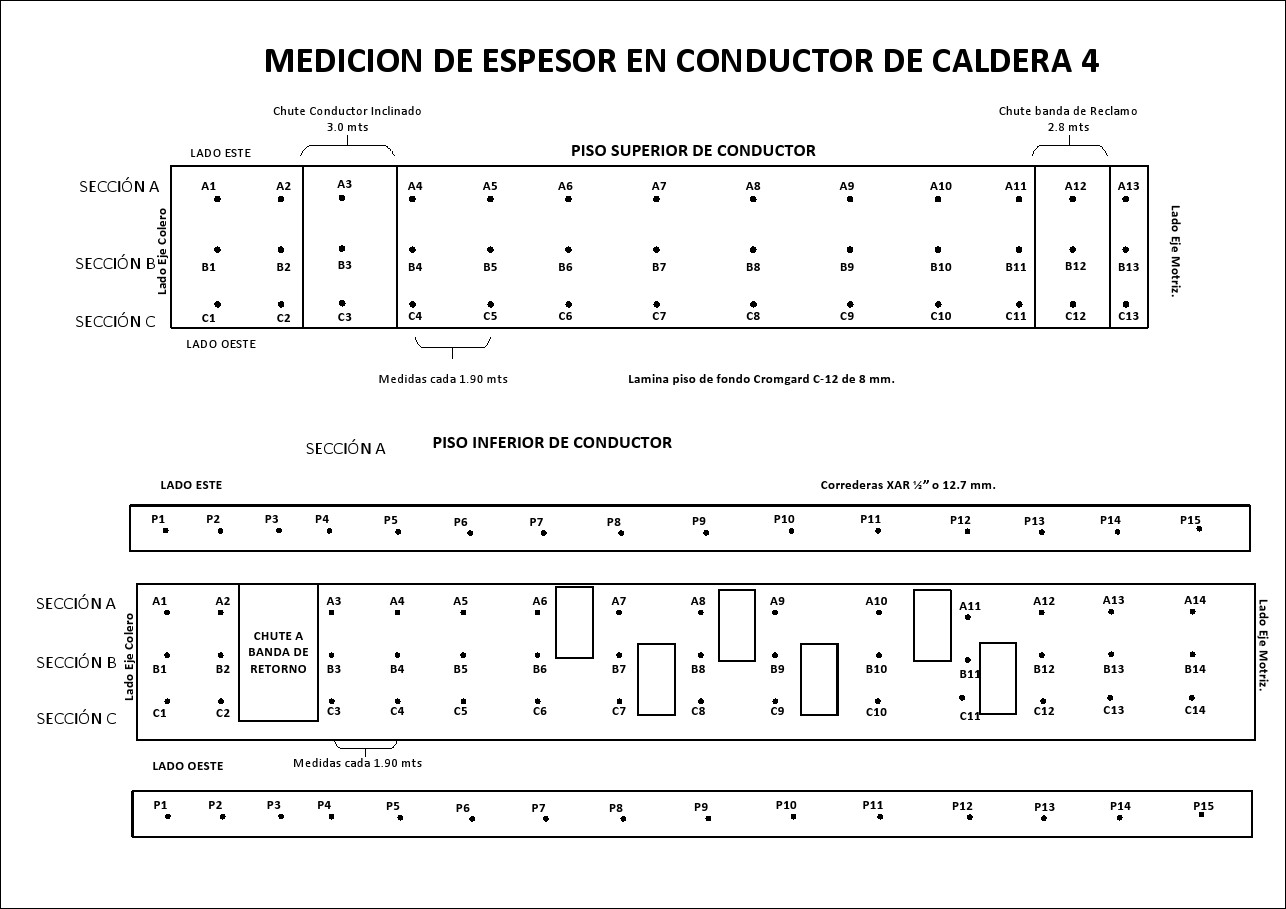 MEDICION DE ESPESOR EN CONDUCTOR DE CALDERA 4
Chute Conductor Inclinado
3.0 mts
Chute banda de Reclamo
2.8 mts
LADO ESTE
PISO SUPERIOR DE CONDUCTOR
SECCIÓN A
A1 A2 A3 A4 A5 A6 A7 A8 A9 A10 A11 A12 A13
Lado Eje Colero
Lado Eje Motriz.
SECCIÓN B
B1 B2 B3 B4 B5 B6 B7 B8 B9 B10 B11 B12 B13
SECCIÓN C
C1 C2 C3 C4 C5 C6 C7 C8 C9 C10 C11 C12 C13
LADO OESTE
Medidas cada 1.90 mts
Lamina piso de fondo Cromgard C-12 de 8 mm.
SECCIÓN A
PISO INFERIOR DE CONDUCTOR
LADO ESTE
Correderas XAR ½” o 12.7 mm.
P1 P2 P3 P4 P5 P6 P7 P8 P9 P10 P11 P12 P13 P14 P15
SECCIÓN A
A1 A2 A3 A4 A5 A6 A7 A8 A9 A10 A11 A12 A13 A14
Lado Eje Colero
Lado Eje Motriz.
CHUTE A
BANDA DE
RETORNO
SECCIÓN B
B1 B2 B3 B4 B5 B6 B7 B8 B9 B10 B11 B12 B13 B14
SECCIÓN C
C1 C2 C3 C4 C5 C6 C7 C8 C9 C10 C11 C12 C13 C14
LADO OESTE
Medidas cada 1.90 mts
P1 P2 P3 P4 P5 P6 P7 P8 P9 P10 P11 P12 P13 P14 P15